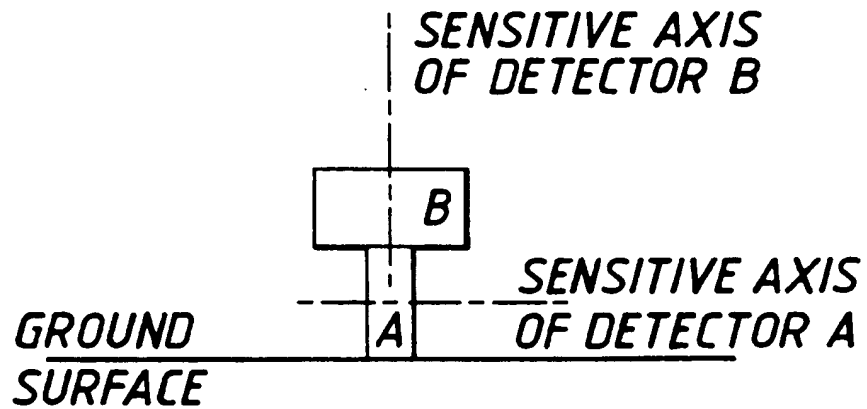 SENSITIVE AXIS
OF DETECTOR B
B
SENSITIVE AXIS
OF DETECTOR A
A
GROUND
SURFACE